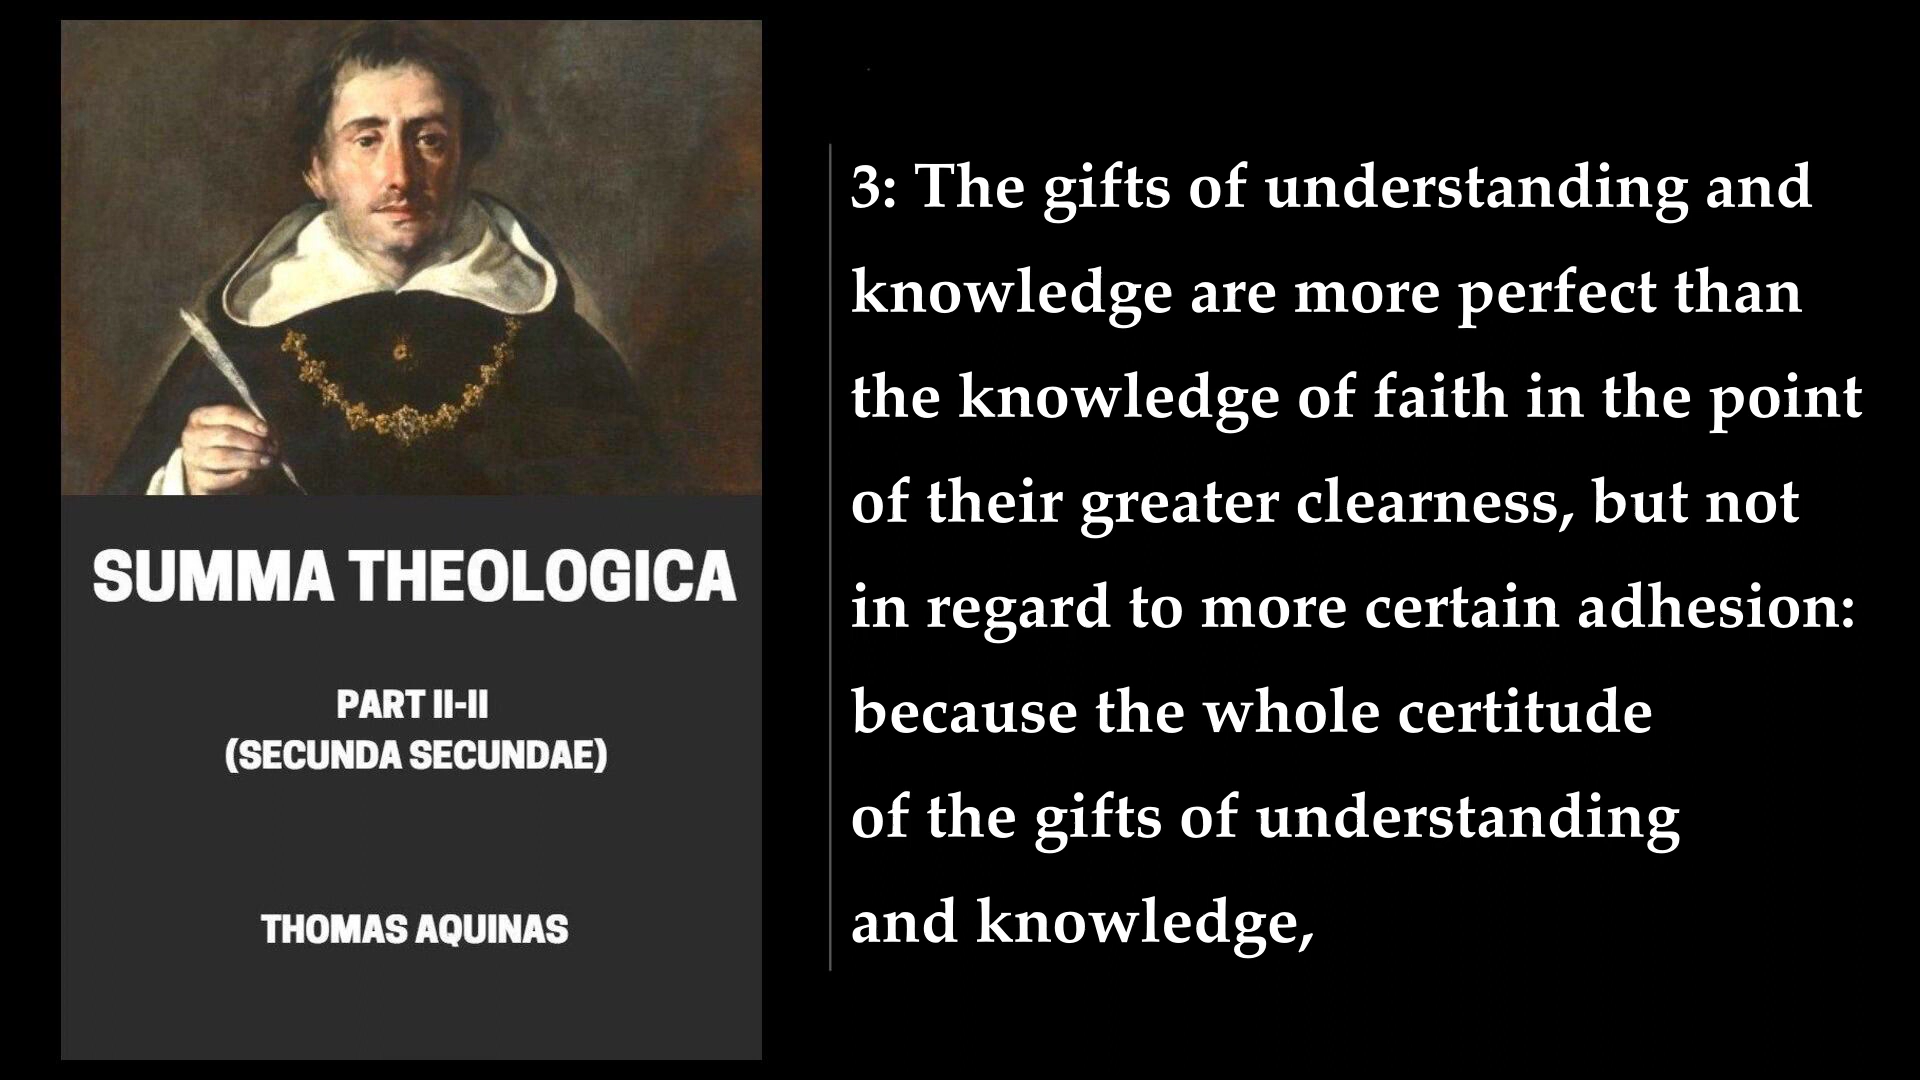 SUMMA THEOLOGICA
PART II-II
(SECUNDA SECUNDAE)
THOMAS AQUINAS
3: The gifts of understanding and
knowledge are more perfect than
the knowledge of faith in the point
of their greater clearness, but not
in regard to more certain adhesion:
because the whole certitude
of the gifts of understanding
and knowledge,